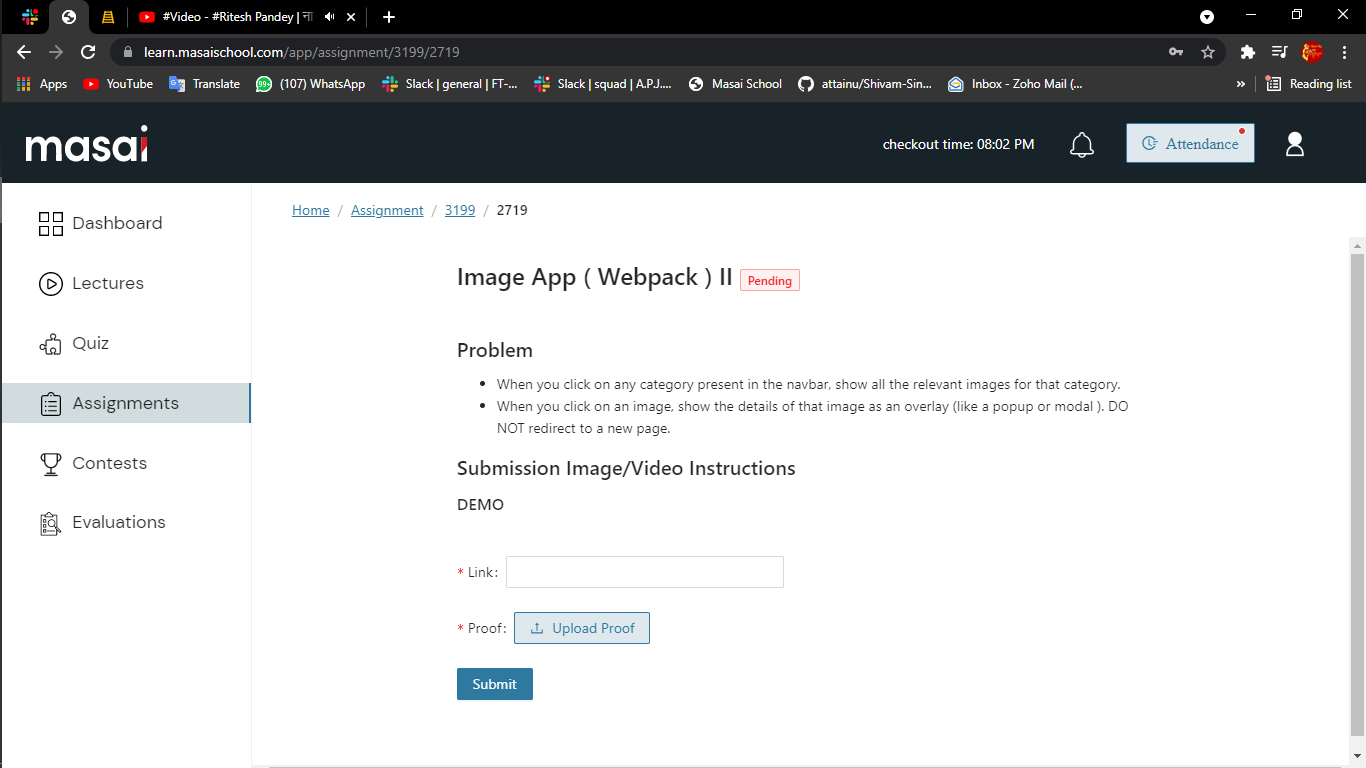 #Video - #Ritesh Pandey |
learn.masaischool.com/app/assignment/3199/2719
Apps YouTube Translate 99+ (107) WhatsApp Slack | general | FT-... Slack | squad | A.P.J.... Masai School attainu/Shivam-Sin... Inbox - Zoho Mail (... » Reading list
masai
checkout time: 08:02 PM
Attendance
Dashboard
Lectures
Quiz
Assignments
Contests
Evaluations
Home / Assignment / 3199 / 2719
Image App ( Webpack ) II Pending
Problem
• When you click on any category present in the navbar, show all the relevant images for that category.
• When you click on an image, show the details of that image as an overlay (like a popup or modal ). DO
NOT redirect to a new page.
Submission Image/Video Instructions
DEMO
* Link:
* Proof: Upload Proof
Submit